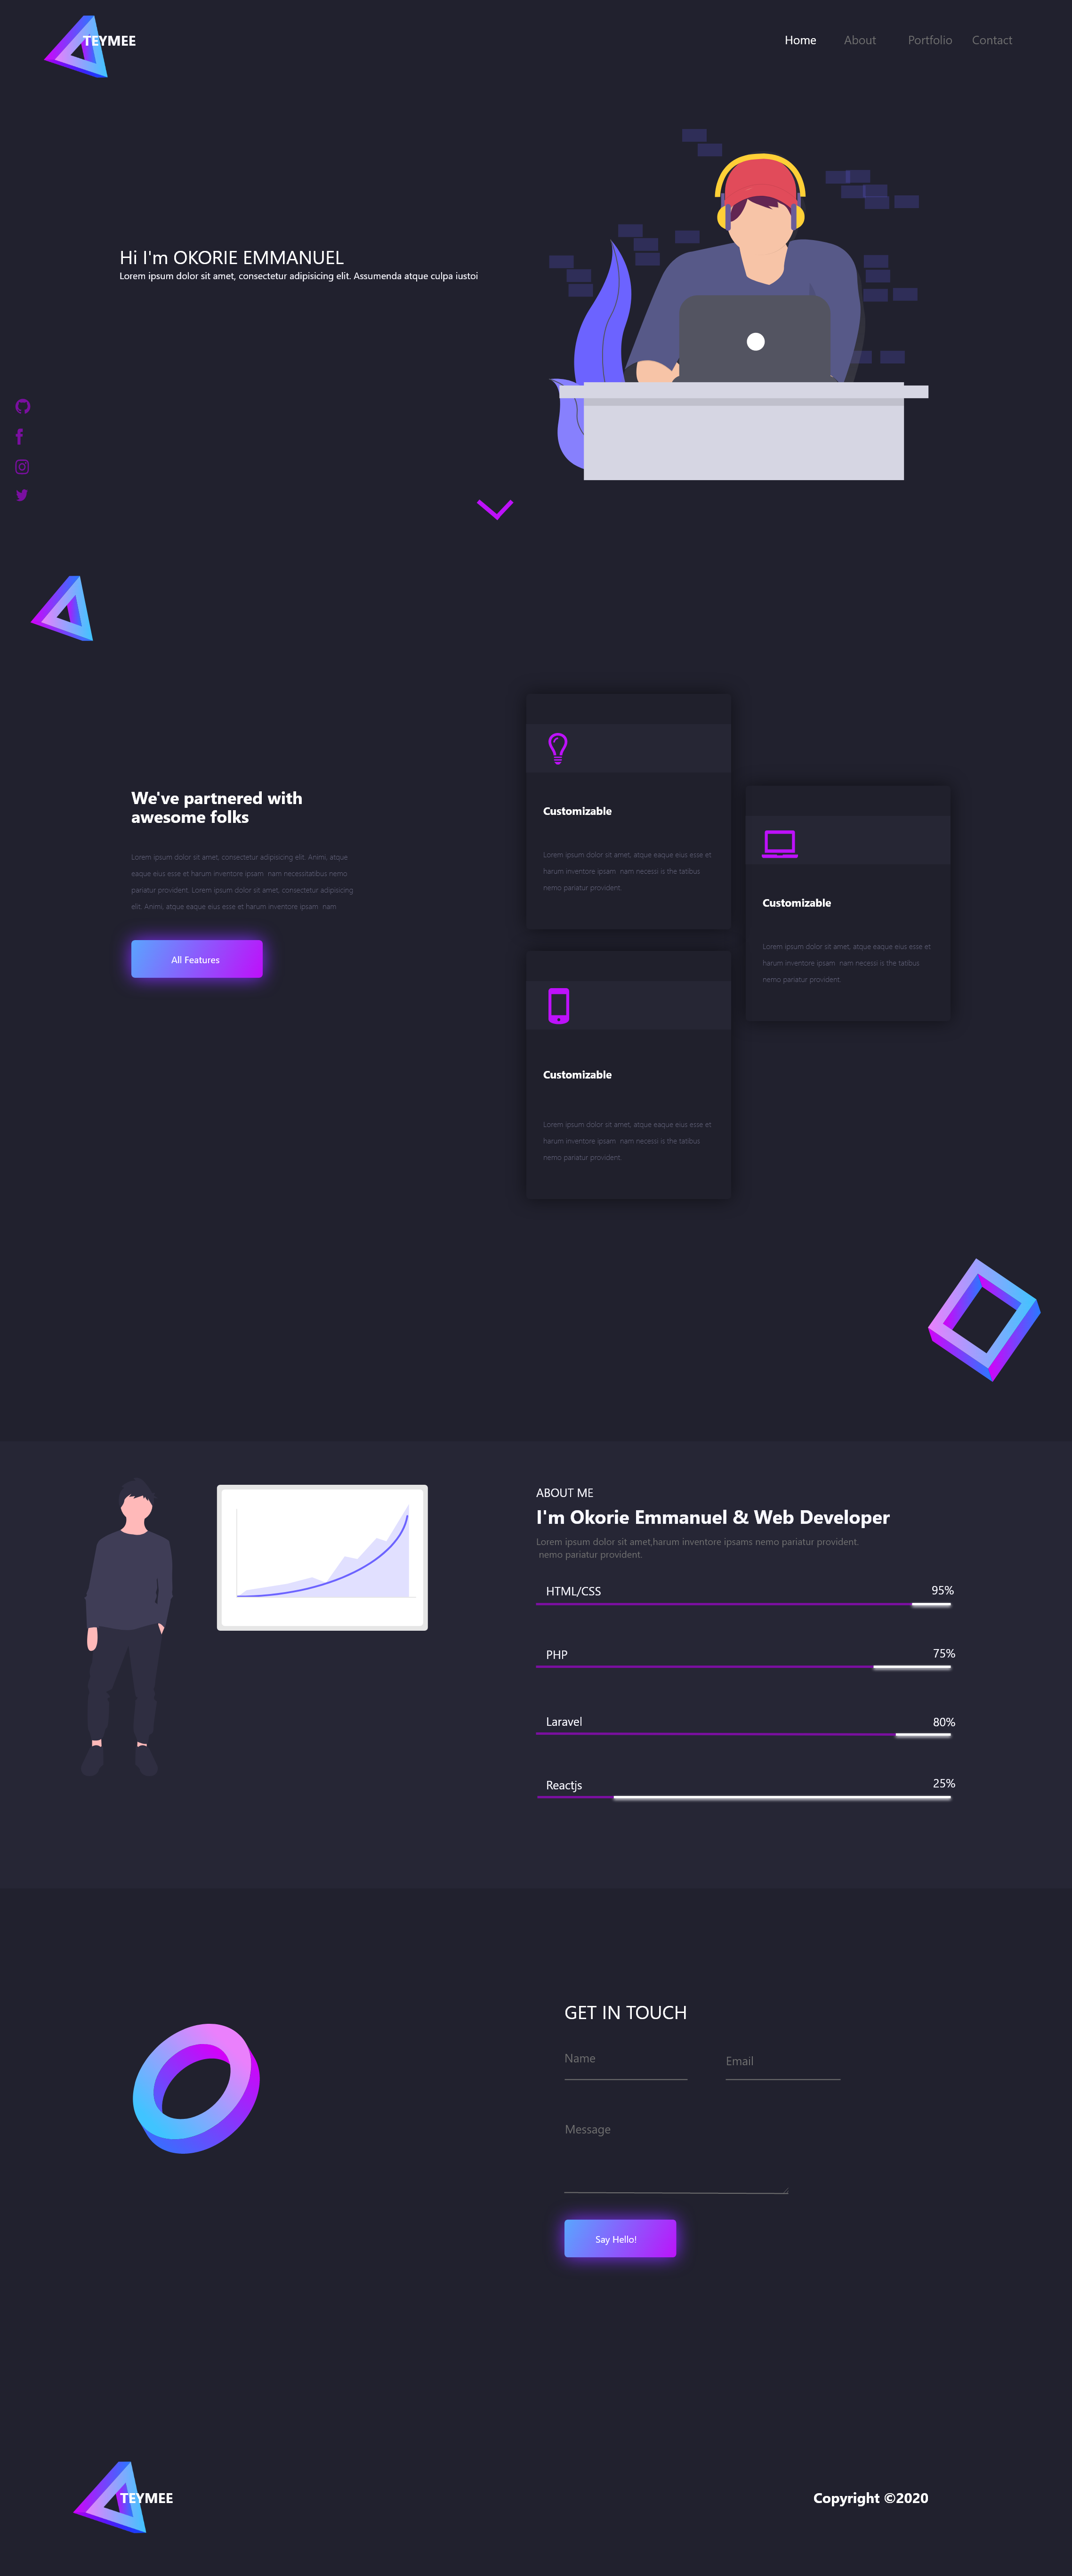 TEYMEE
Home About Portfolio Contact
Hi I'm OKORIE EMMANUEL
Lorem ipsum dolor sit amet, consectetur adipisicing elit. Assumenda atque culpa iustoi
We've partnered with
awesome folks
Lorem ipsum dolor sit amet, consectetur adipisicing elit. Animi, atque
eaque eius esse et harum inventore ipsam nam necessitatibus nemo
pariatur provident. Lorem ipsum dolor sit amet, consectetur adipiscing
elit. Animi, atque eaque eius esse et harum inventore ipsam nam
All Features
Customizable
Lorem ipsum dolor sit amet, atque eaque eius esse et
harum inventore ipsam nam necessi is the tatibus
nemo pariatur provident.
Customizable
Lorem ipsum dolor sit amet, atque eaque eius esse et
harum inventore ipsam nam necessi is the tatibus
nemo pariatur provident.
Customizable
Lorem ipsum dolor sit amet, atque eaque eius esse et
harum inventore ipsam nam necessi is the tatibus
nemo pariatur provident.
ABOUT ME
I'm Okorie Emmanuel & Web Developer
Lorem ipsum dolor sit amet,harum inventore ipsams nemo pariatur provident.
nemo pariatur provident.
HTML/CSS 95%
PHP 75%
Laravel 80%
Reactjs 25%
GET IN TOUCH
Name Email
Message
Say Hello!
TEYMEE
Copyright ©2020